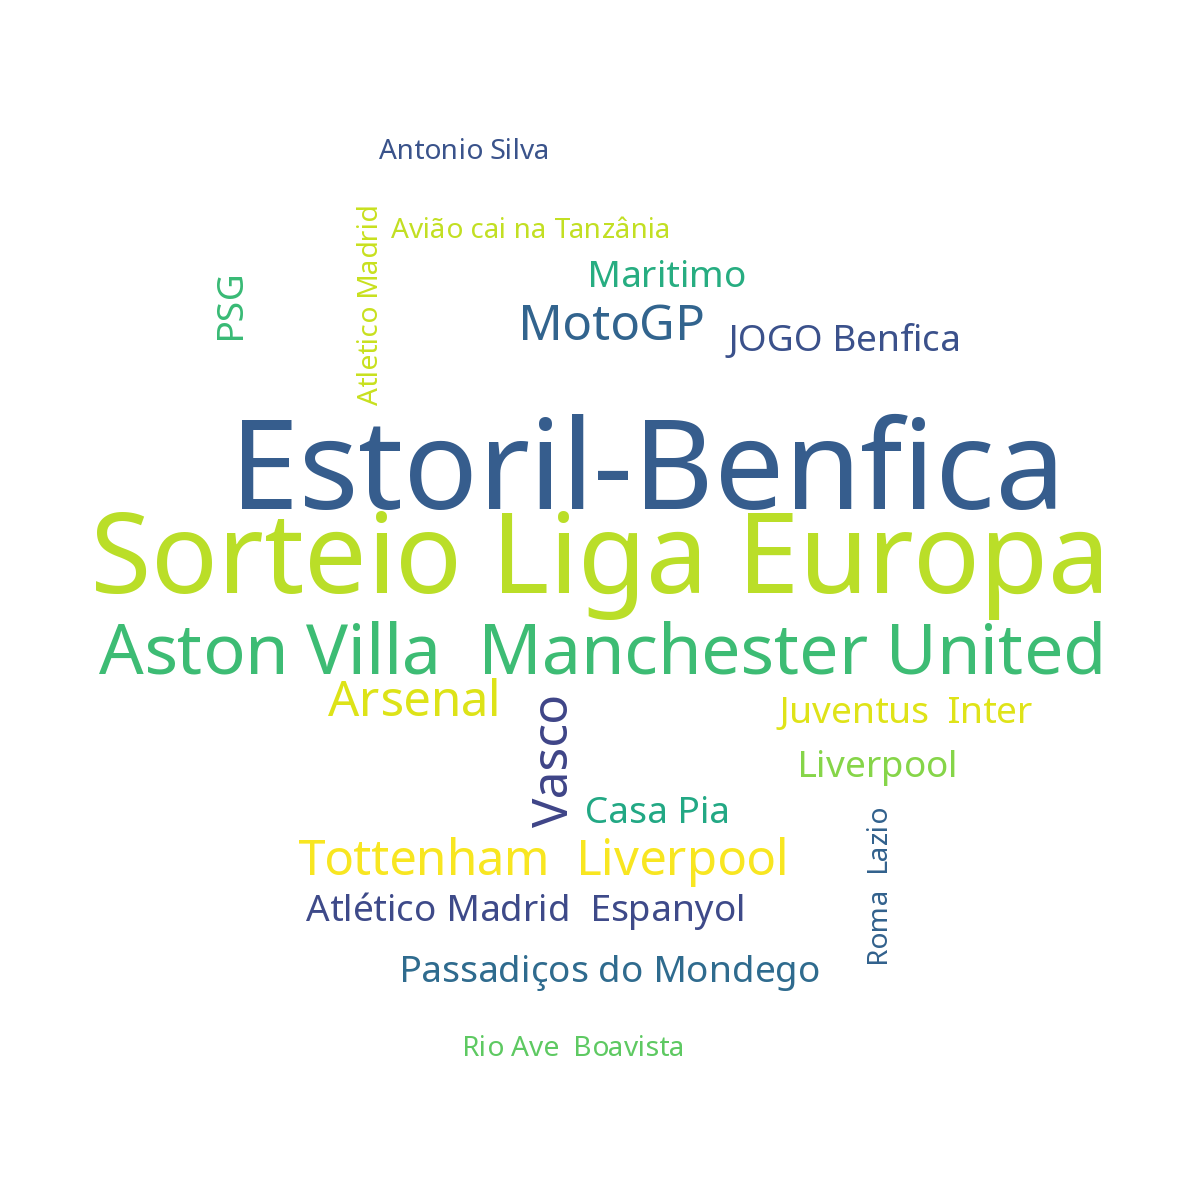 Antonio Silva
Avião cai na Tanzânia
Atletico Madrid
PSG
Maritimo
MotoGP
JOGO Benfica
Estoril-Benfica
Sorteio Liga Europa
Aston Villa  Manchester United
Arsenal
Vasco
Juventus  Inter
Liverpool
Casa Pia
Roma  Lazio
Tottenham  Liverpool
Atlético Madrid  Espanyol
Passadiços do Mondego
Rio Ave  Boavista